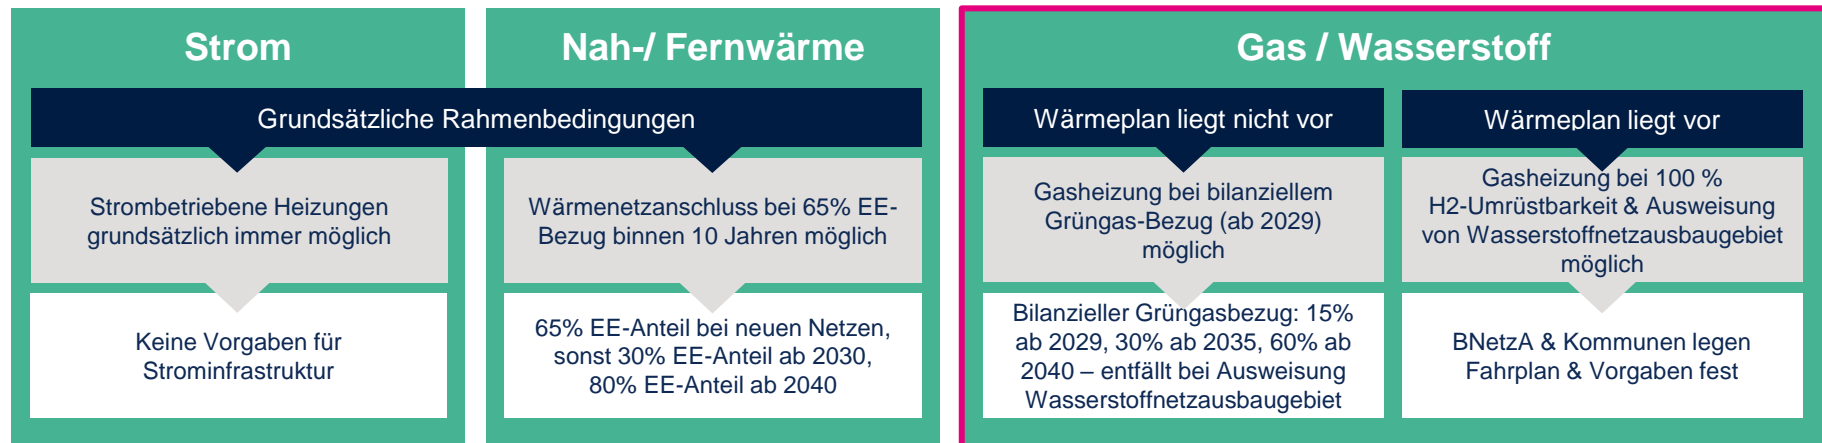 Strom
Nah-/ Fernwärme
Grundsätzliche Rahmenbedingungen
Strombetriebene Heizungen
grundsätzlich immer möglich
Wärmenetzanschluss bei 65% EE-
Bezug binnen 10 Jahren möglich
Keine Vorgaben für
Strominfrastruktur
65% EE-Anteil bei neuen Netzen,
sonst 30% EE-Anteil ab 2030,
80% EE-Anteil ab 2040
Gas / Wasserstoff
Wärmeplan liegt nicht vor
Gasheizung bei bilanziellem
Grüngas-Bezug (ab 2029)
möglich
Bilanzieller Grüngasbezug: 15%
ab 2029, 30% ab 2035, 60% ab
2040 – entfällt bei Ausweisung
Wasserstoffnetzausbaugebiet
Wärmeplan liegt vor
Gasheizung bei 100 %
H2-Umrüstbarkeit & Ausweisung
von Wasserstoffnetzausbaugebiet
möglich
BNetzA & Kommunen legen
Fahrplan & Vorgaben fest